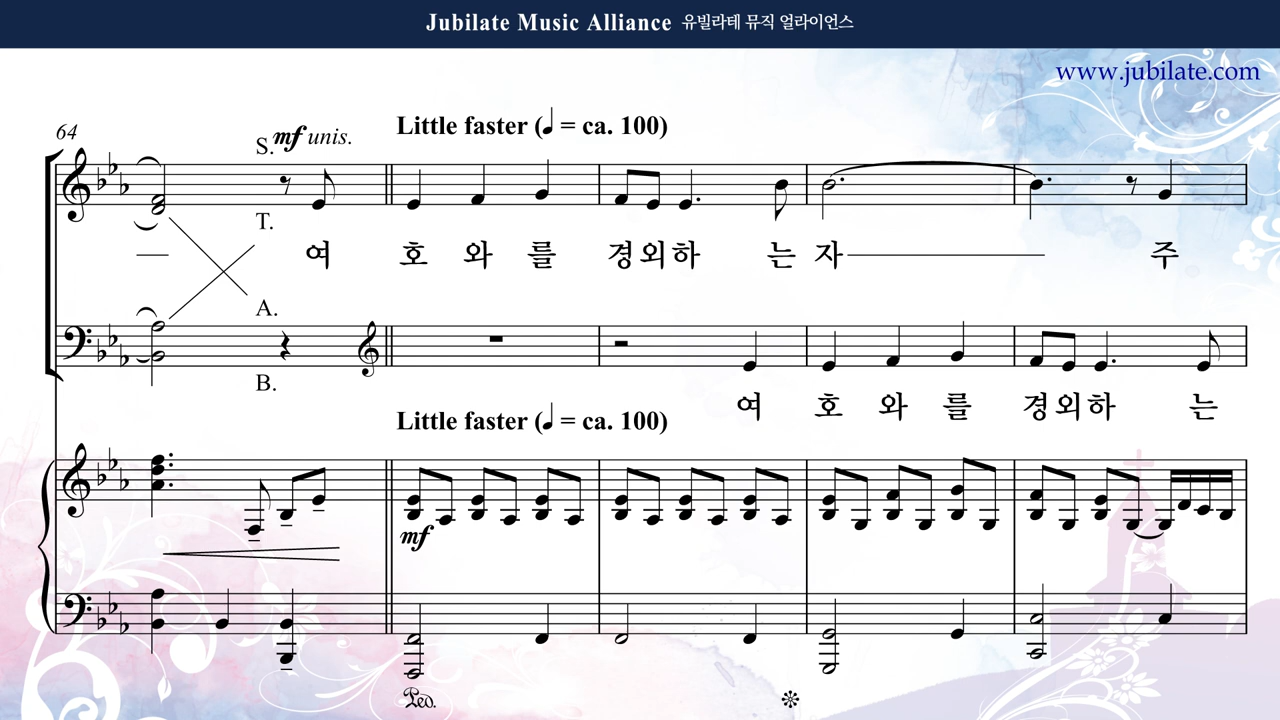 Jubilate Music Alliance 유빌라테 뮤직 얼라이언스
www.jubilate.com
64
S. mf unis.
Little faster (♩ = ca. 100)
T.
여 호 와 를 경 외 하 는 자 주
A.
B.
여 호 와 를 경 외 하 는
Little faster (♩ = ca. 100)
mf
Ped.